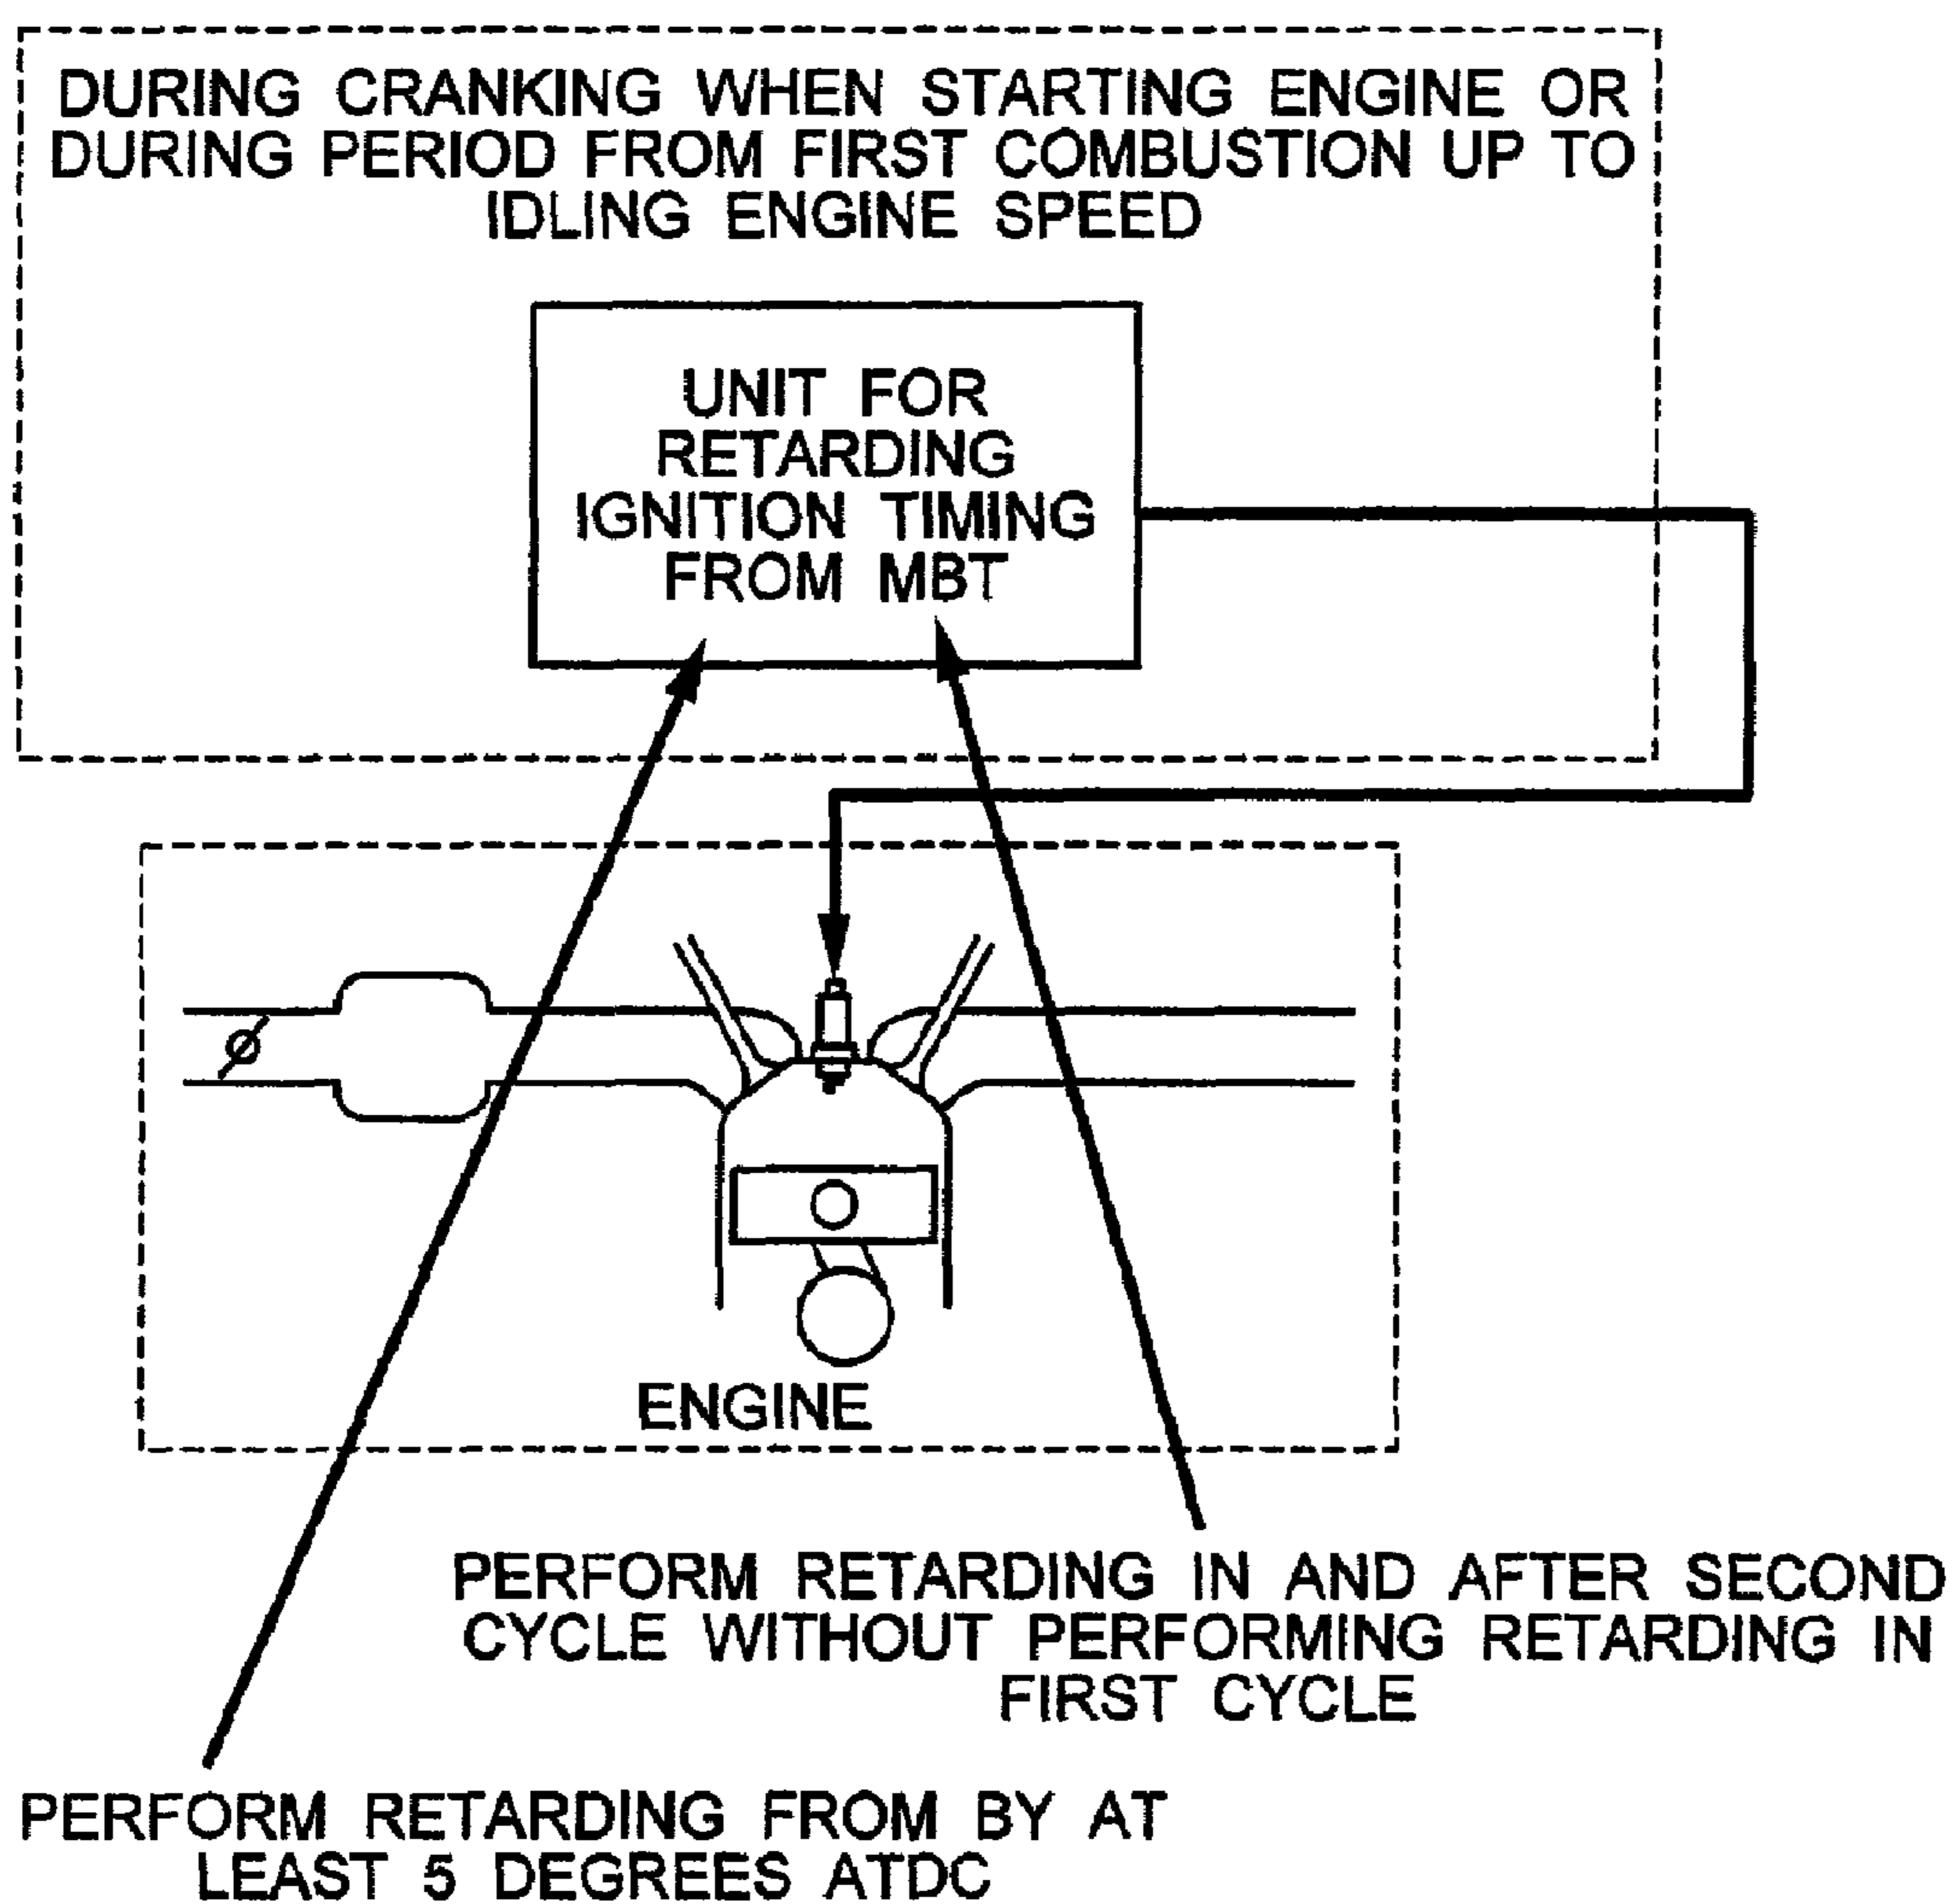 DURING CRANKING WHEN STARTING ENGINE OR
DURING PERIOD FROM FIRST COMBUSTION UP TO
IDLING ENGINE SPEED
UNIT FOR
RETARDING
IGNITION TIMING
FROM MBT
ENGINE
PERFORM RETARDING IN AND AFTER SECOND
CYCLE WITHOUT PERFORMING RETARDING IN
FIRST CYCLE
PERFORM RETARDING FROM BY AT
LEAST 5 DEGREES ATDC